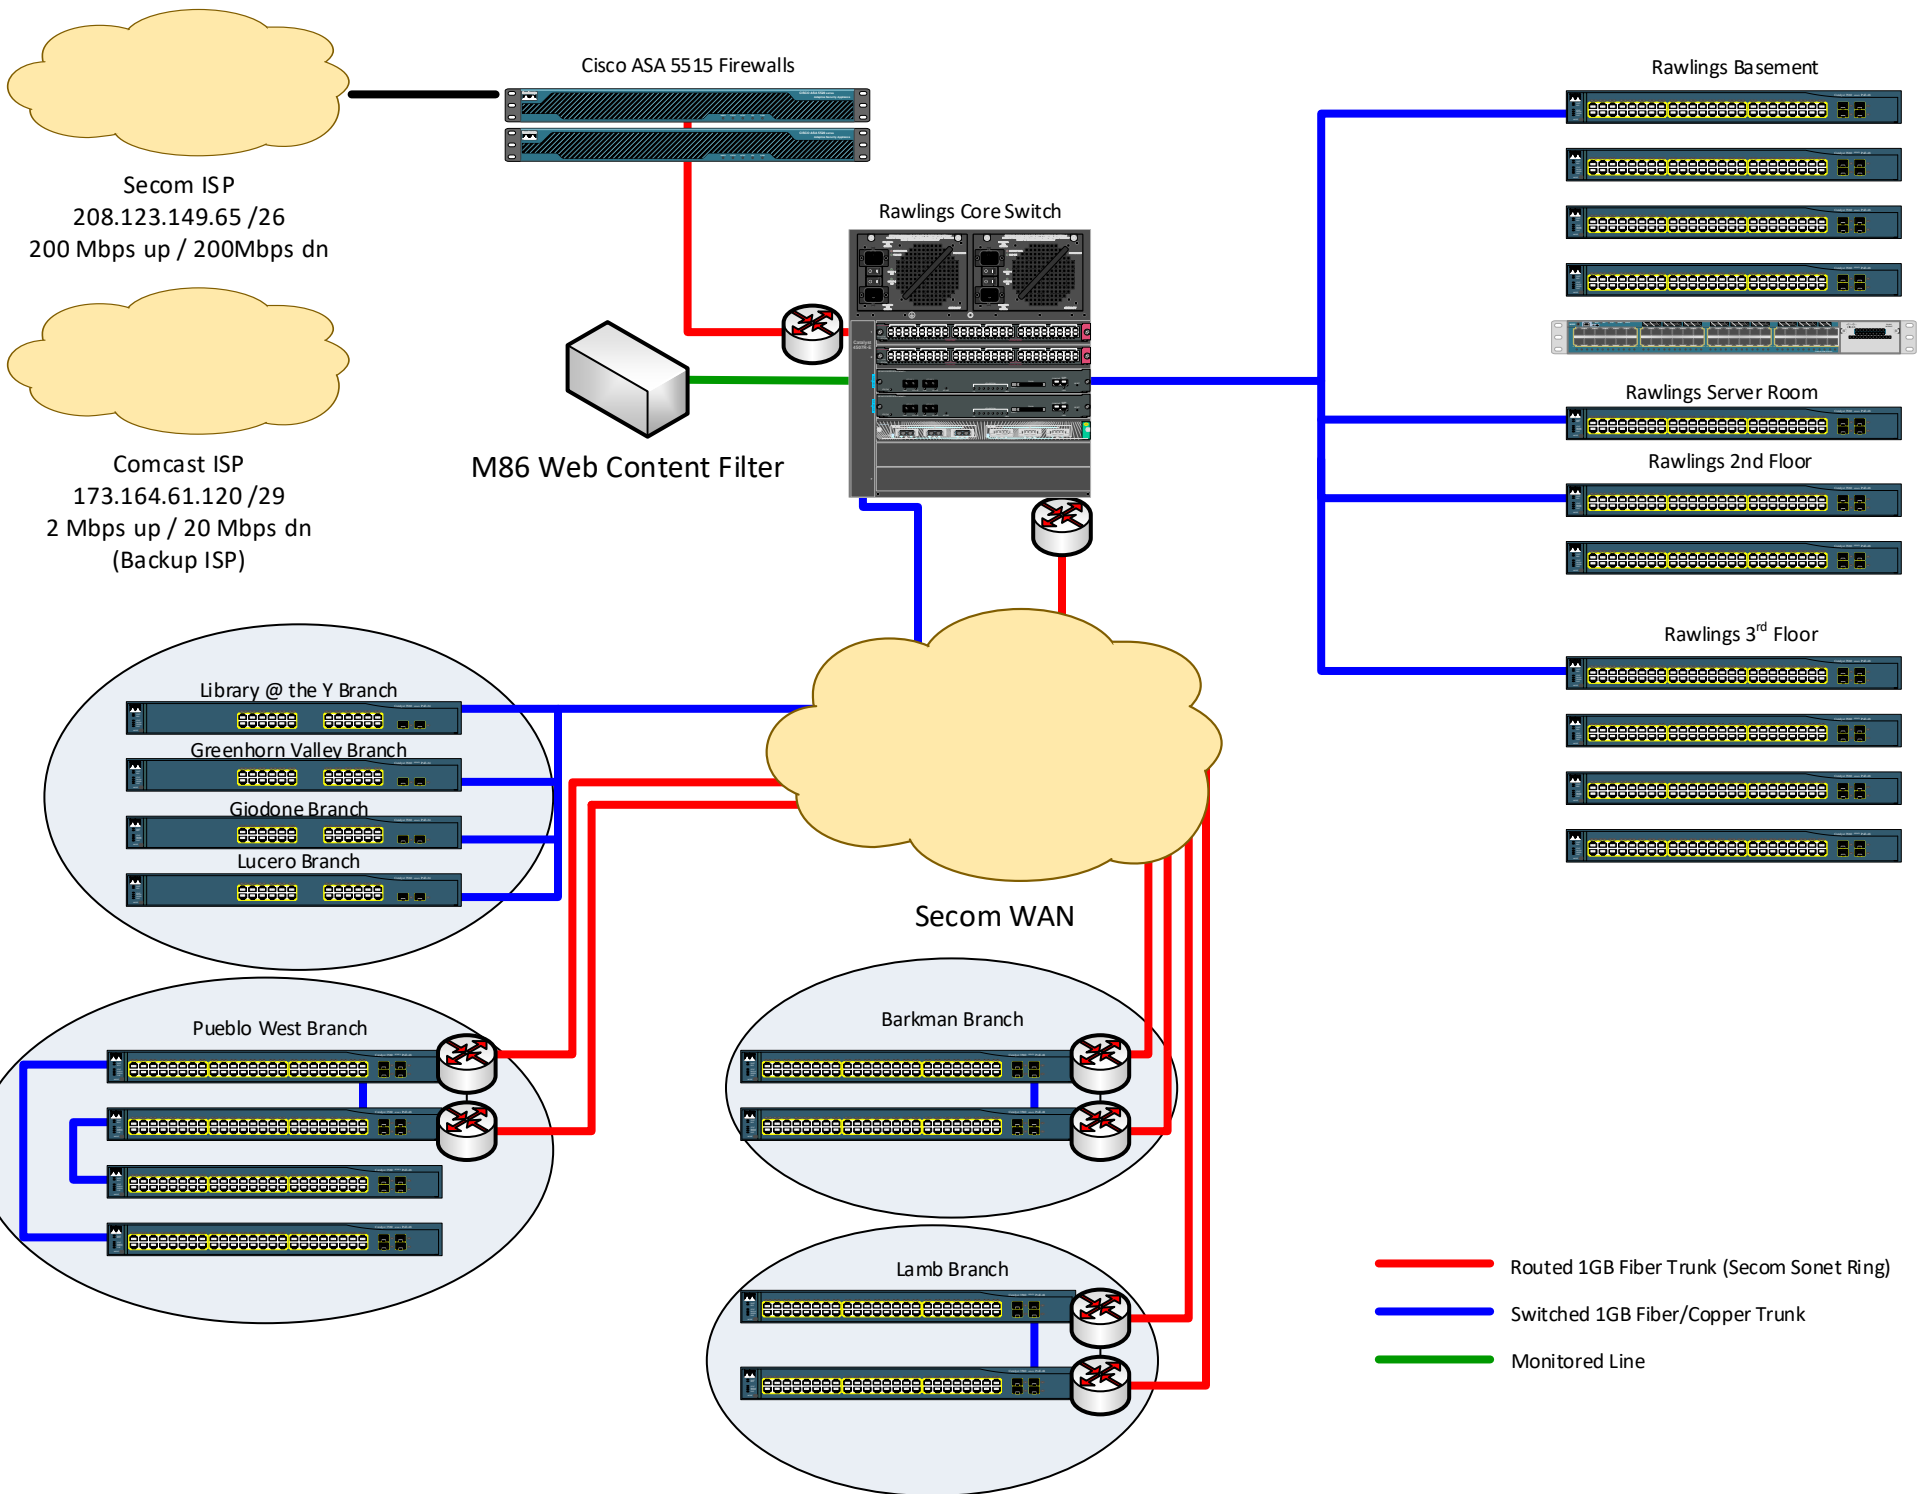 Cisco ASA 5515 Firewalls
Rawlings Basement
Secom ISP
208.123.149.65 /26
200 Mbps up / 200Mbps dn
Rawlings Core Switch
Comcast ISP
173.164.61.120 /29
2 Mbps up / 20 Mbps dn
(Backup ISP)
M86 Web Content Filter
Rawlings Server Room
Rawlings 2nd Floor
Rawlings 3rd Floor
Library @ the Y Branch
Greenhorn Valley Branch
Giodone Branch
Lucero Branch
Secom WAN
Pueblo West Branch
Barkman Branch
Lamb Branch
Routed 1GB Fiber Trunk (Secom Sonet Ring)
Switched 1GB Fiber/Copper Trunk
Monitored Line